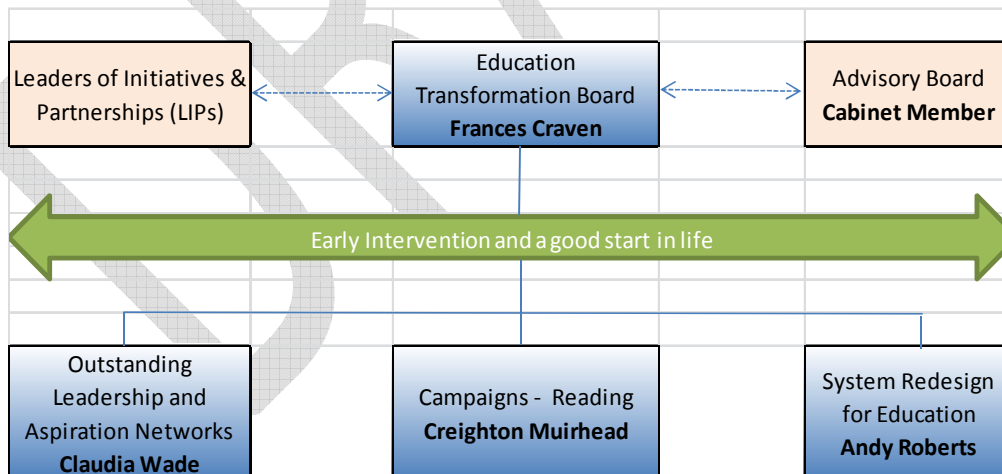 Leaders of Initiatives &
Partnerships (LIPs)
Education
Transformation Board
Frances Craven
Advisory Board
Cabinet Member
Early Intervention and a good start in life
Outstanding
Leadership and
Aspiration Networks
Claudia Wade
Campaigns - Reading
Creighton Muirhead
System Redesign
for Education
Andy Roberts